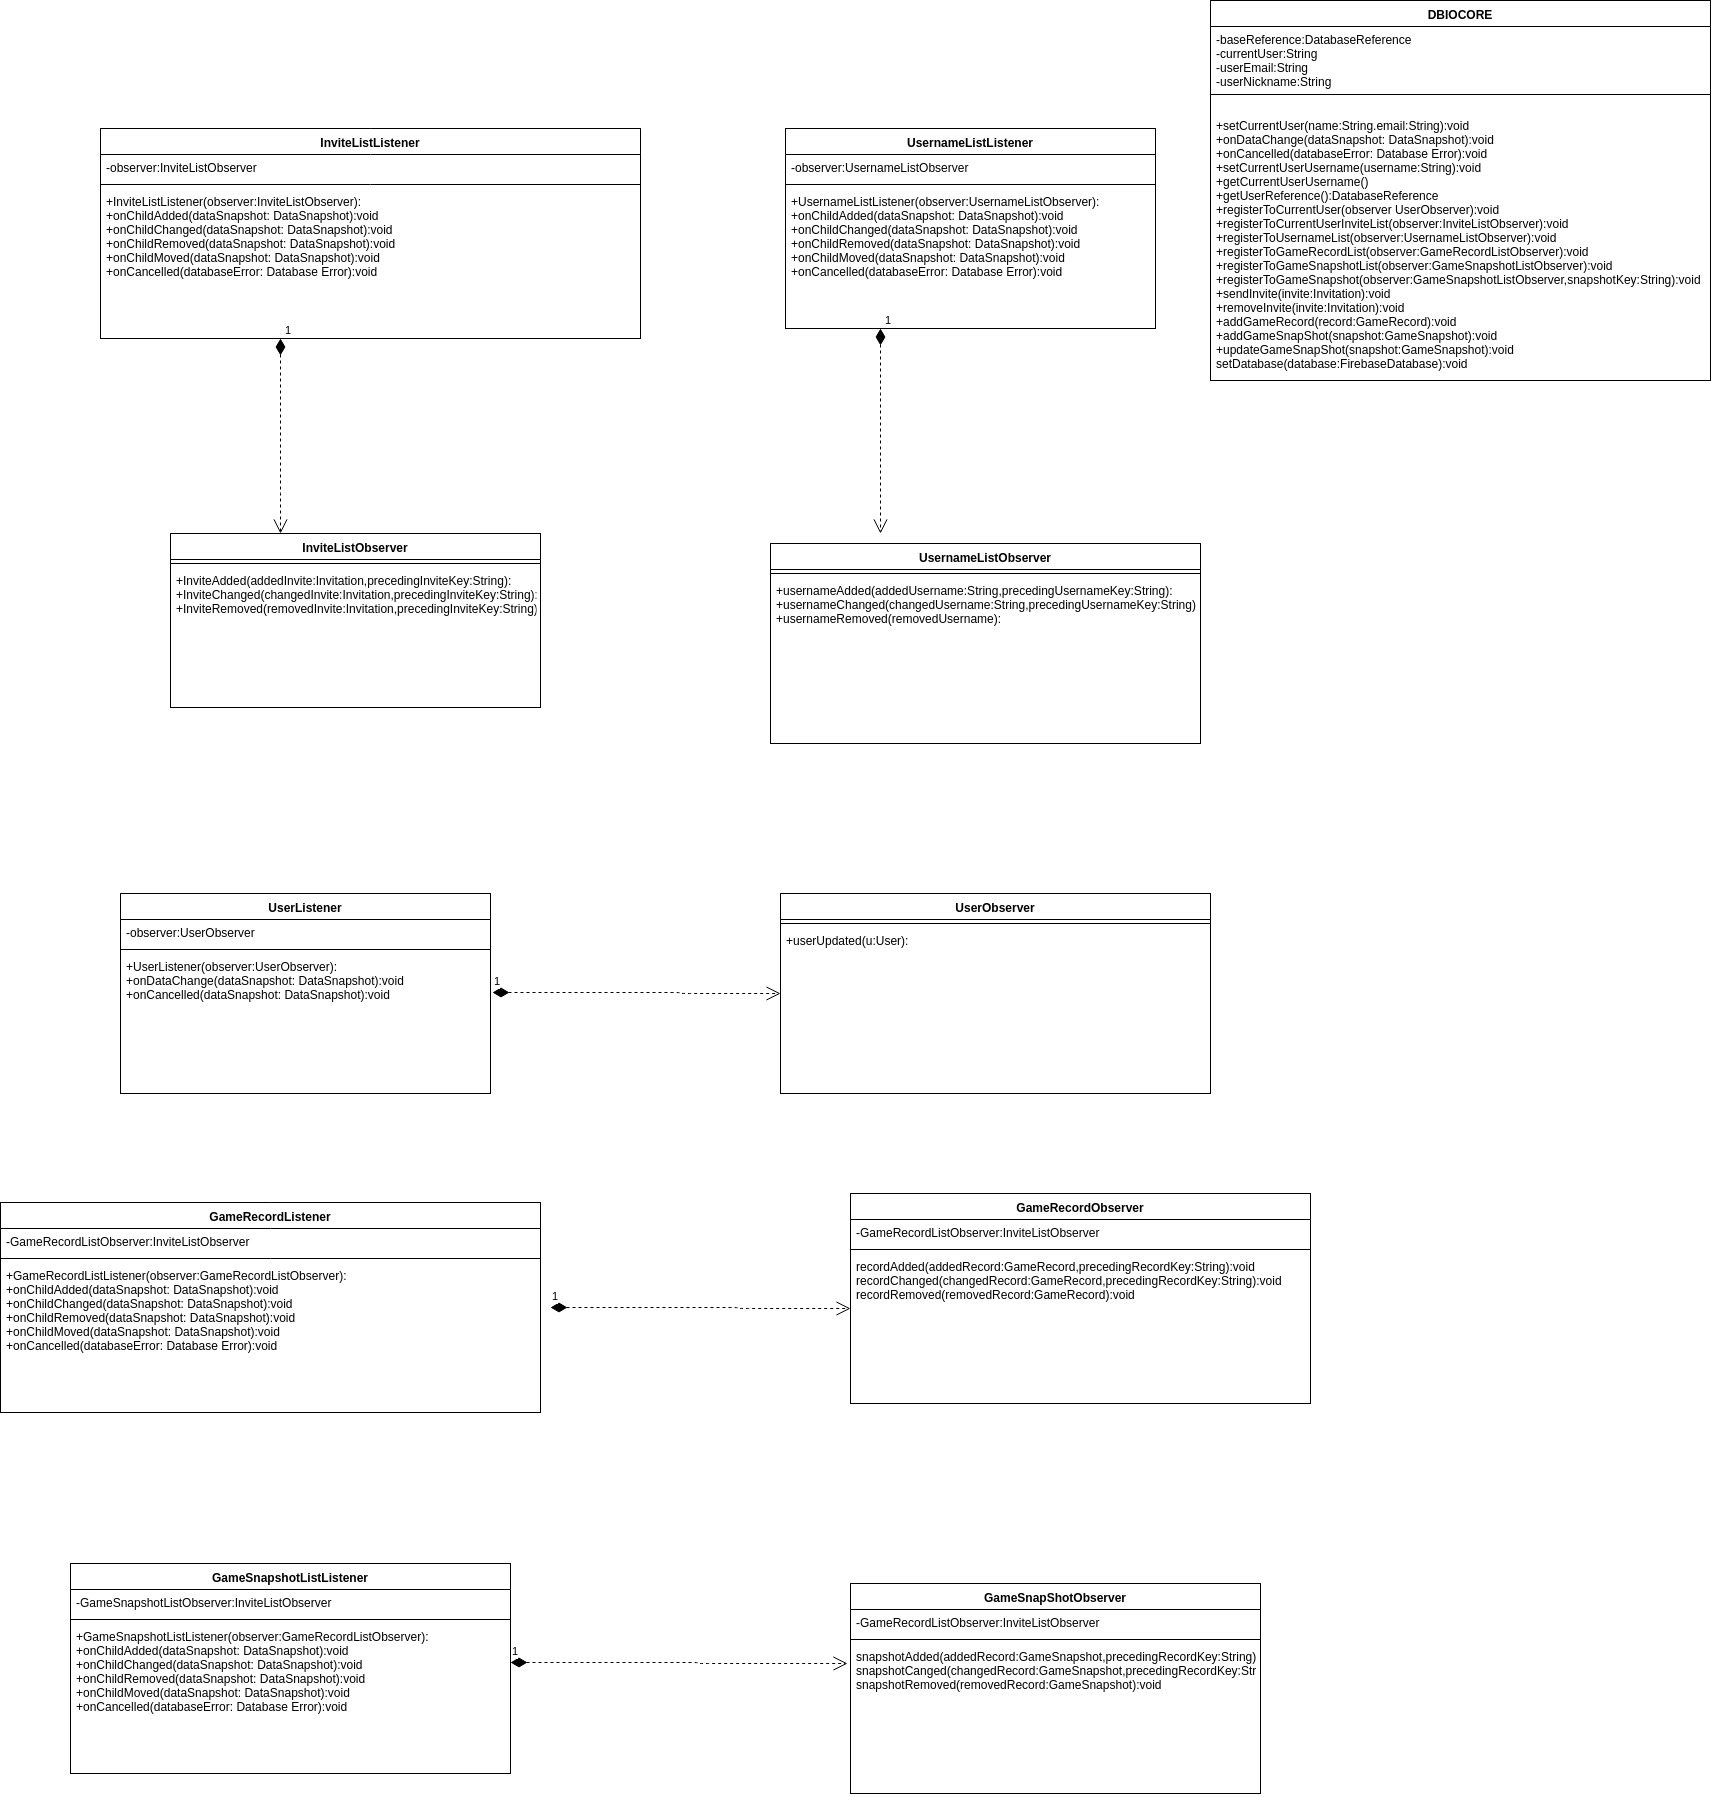 DBIOCORE
-baseReference:DatabaseReference
-currentUser:String
-userEmail:String
-userNickname:String
+setCurrentUser(name:String.email:String):void
+onDataChange(dataSnapshot: DataSnapshot):void
+onCancelled(databaseError: Database Error):void
+setCurrentUserUsername(username:String):void
+getCurrentUserUsername()
+getUserReference():DatabaseReference
+registerToCurrentUser(observer UserObserver):void
+registerToCurrentUserInviteList(observer:InviteListObserver):void
+registerToUsernameList(observer:UsernameListObserver):void
+registerToGameRecordList(observer:GameRecordListObserver):void
+registerToGameSnapshotList(observer:GameSnapshotListObserver):void
+registerToGameSnapshot(observer:GameSnapshotListObserver,snapshotKey:String):void
+sendInvite(invite:Invitation):void
+removeInvite(invite:Invitation):void
+addGameRecord(record:GameRecord):void
+addGameSnapShot(snapshot:GameSnapshot):void
+updateGameSnapShot(snapshot:GameSnapshot):void
setDatabase(database:FirebaseDatabase):void
InviteListListener
-observer:InviteListObserver
+InviteListListener(observer:InviteListObserver):
+onChildAdded(dataSnapshot: DataSnapshot):void
+onChildChanged(dataSnapshot: DataSnapshot):void
+onChildRemoved(dataSnapshot: DataSnapshot):void
+onChildMoved(dataSnapshot: DataSnapshot):void
+onCancelled(databaseError: Database Error):void
1
UsernameListListener
-observer:UsernameListObserver
+UsernameListListener(observer:UsernameListObserver):
+onChildAdded(dataSnapshot: DataSnapshot):void
+onChildChanged(dataSnapshot: DataSnapshot):void
+onChildRemoved(dataSnapshot: DataSnapshot):void
+onChildMoved(dataSnapshot: DataSnapshot):void
+onCancelled(databaseError: Database Error):void
1
InviteListObserver
+InviteAdded(addedInvite:Invitation,precedingInviteKey:String):
+InviteChanged(changedInvite:Invitation,precedingInviteKey:String):
+InviteRemoved(removedInvite:Invitation,precedingInviteKey:String)
UsernameListObserver
+usernameAdded(addedUsername:String,precedingUsernameKey:String):
+usernameChanged(changedUsername:String,precedingUsernameKey:String)
+usernameRemoved(removedUsername):
UserListener
-observer:UserObserver
+UserListener(observer:UserObserver):
+onDataChange(dataSnapshot: DataSnapshot):void
+onCancelled(dataSnapshot: DataSnapshot):void
1
UserObserver
+userUpdated(u:User):
GameRecordListener
-GameRecordListObserver:InviteListObserver
+GameRecordListListener(observer:GameRecordListObserver):
+onChildAdded(dataSnapshot: DataSnapshot):void
+onChildChanged(dataSnapshot: DataSnapshot):void
+onChildRemoved(dataSnapshot: DataSnapshot):void
+onChildMoved(dataSnapshot: DataSnapshot):void
+onCancelled(databaseError: Database Error):void
1
GameRecordObserver
-GameRecordListObserver:InviteListObserver
recordAdded(addedRecord:GameRecord,precedingRecordKey:String):void
recordChanged(changedRecord:GameRecord,precedingRecordKey:String):void
recordRemoved(removedRecord:GameRecord):void
GameSnapshotListListener
-GameSnapshotListObserver:InviteListObserver
+GameSnapshotListListener(observer:GameRecordListObserver):
+onChildAdded(dataSnapshot: DataSnapshot):void
+onChildChanged(dataSnapshot: DataSnapshot):void
+onChildRemoved(dataSnapshot: DataSnapshot):void
+onChildMoved(dataSnapshot: DataSnapshot):void
+onCancelled(databaseError: Database Error):void
1
GameSnapShotObserver
-GameRecordListObserver:InviteListObserver
snapshotAdded(addedRecord:GameSnapshot,precedingRecordKey:String)
snapshotCanged(changedRecord:GameSnapshot,precedingRecordKey:Str
snapshotRemoved(removedRecord:GameSnapshot):void